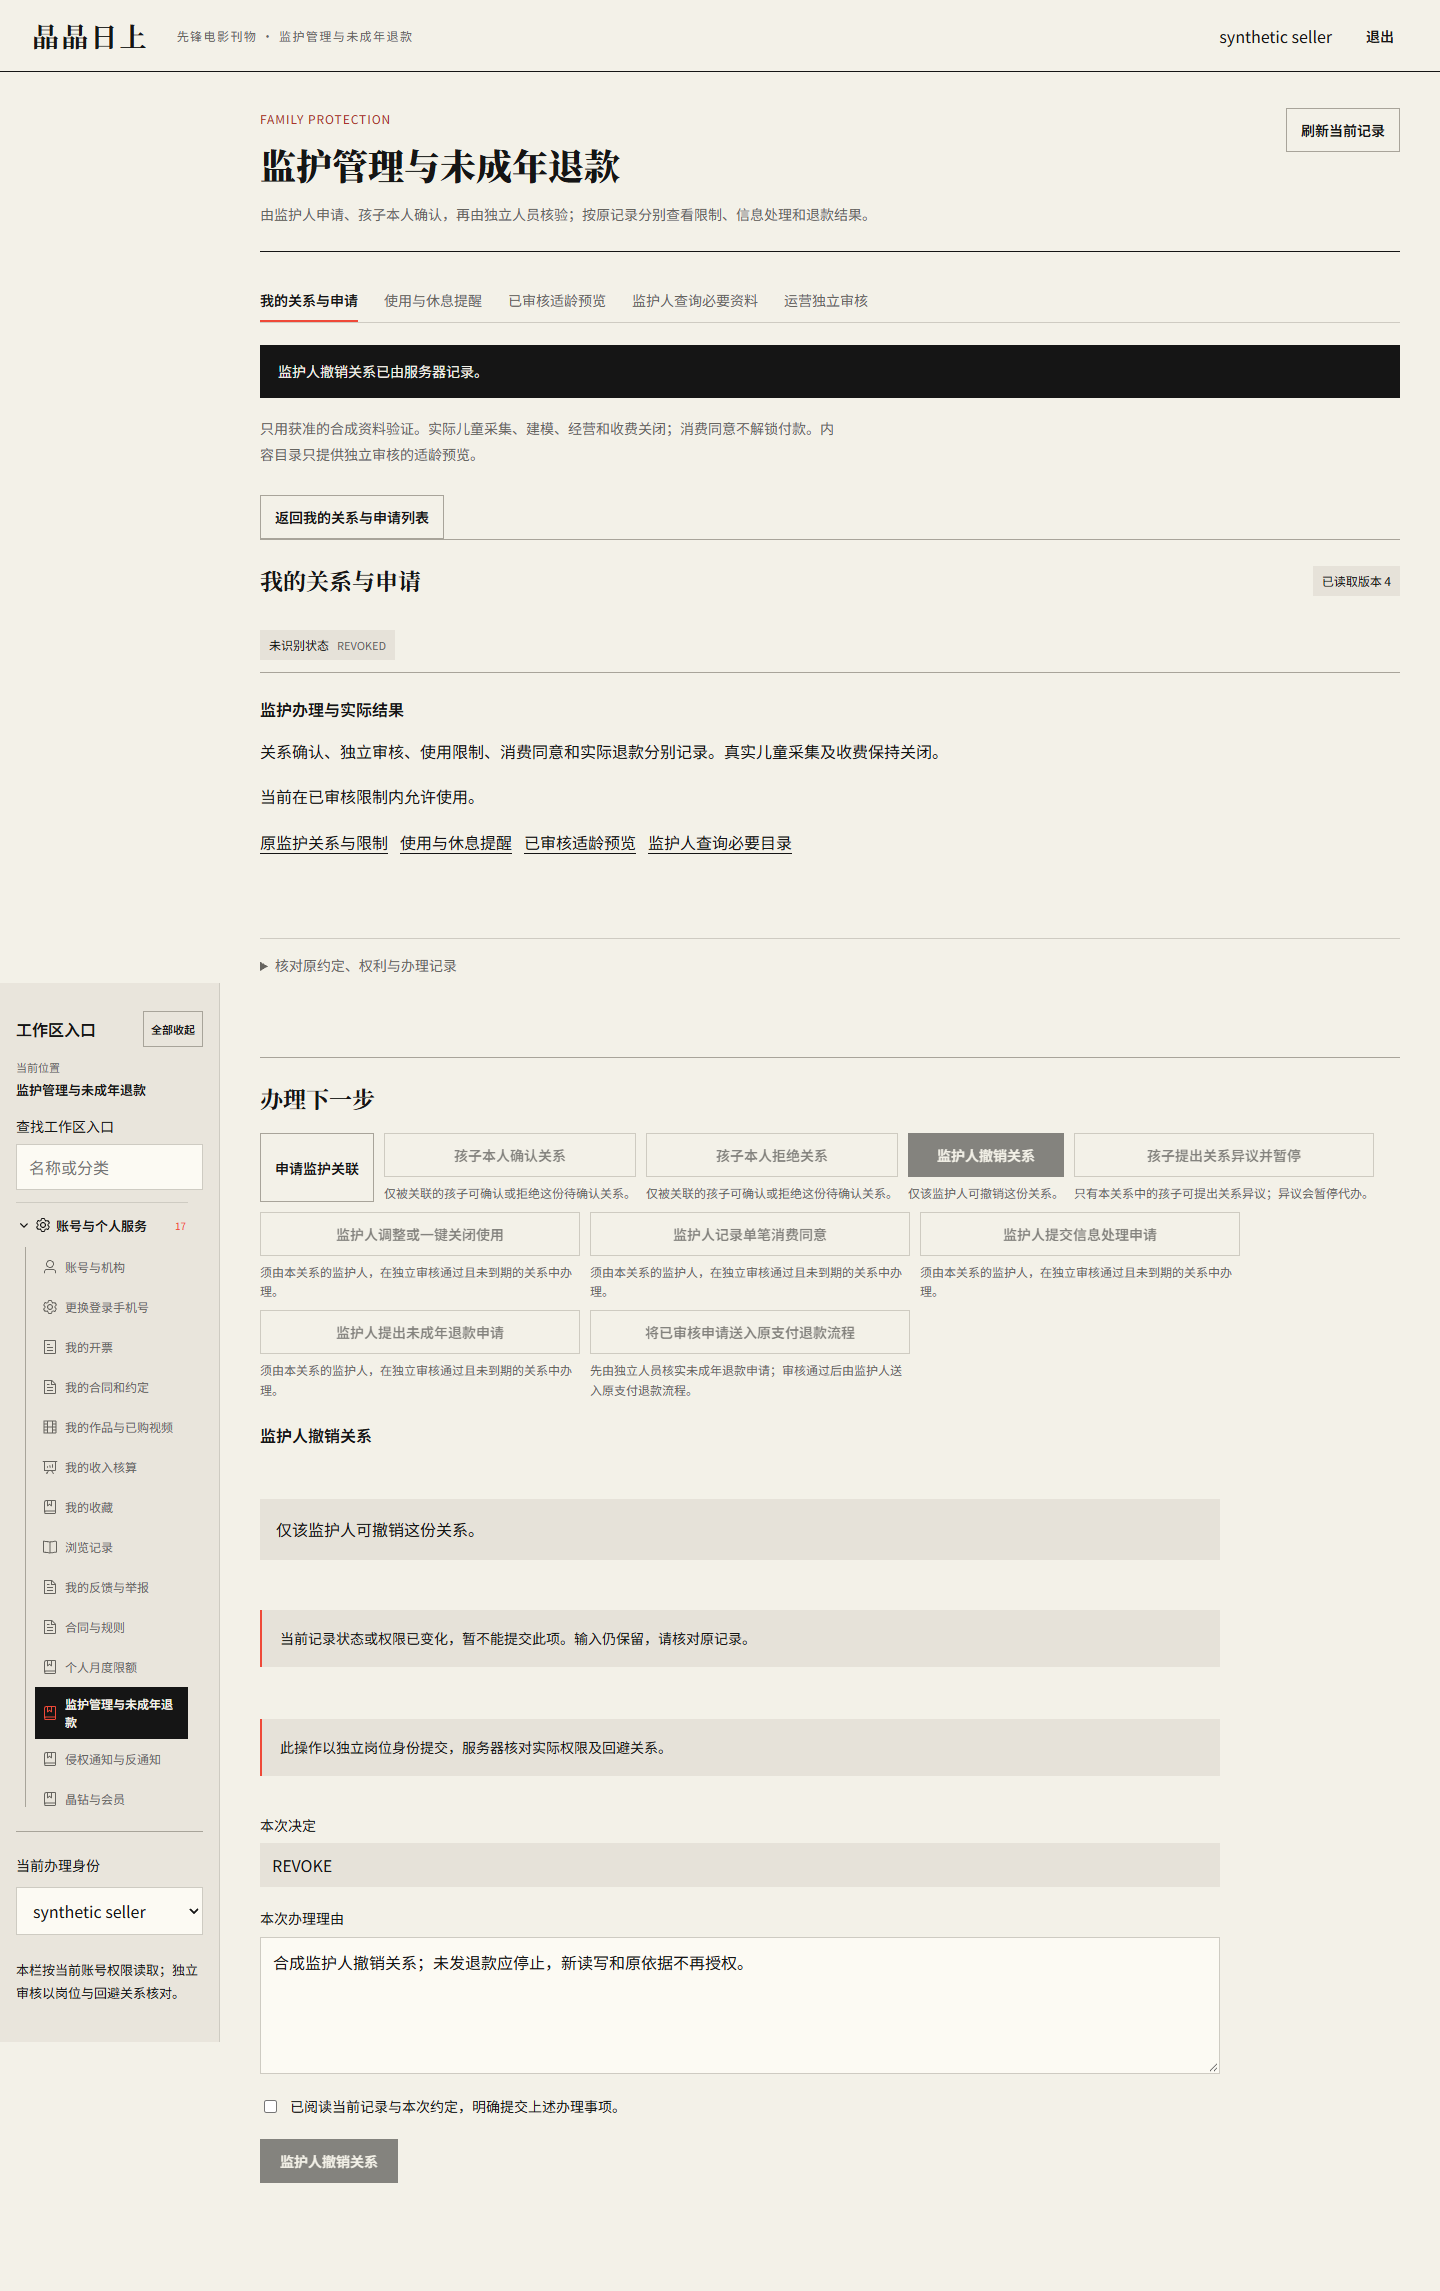 晶晶日上
先锋电影刊物 · 监护管理与未成年退款
synthetic seller
退出
FAMILY PROTECTION
刷新当前记录
监护管理与未成年退款
由监护人申请、孩子本人确认，再由独立人员核验；按原记录分别查看限制、信息处理和退款结果。
我的关系与申请
使用与休息提醒
已审核适龄预览
监护人查询必要资料
运营独立审核
监护人撤销关系已由服务器记录。
只用获准的合成资料验证。实际儿童采集、建模、经营和收费关闭；消费同意不解锁付款。内
容目录只提供独立审核的适龄预览。
返回我的关系与申请列表
我的关系与申请
已读取版本 4
未识别状态 REVOKED
监护办理与实际结果
关系确认、独立审核、使用限制、消费同意和实际退款分别记录。真实儿童采集及收费保持关闭。
当前在已审核限制内允许使用。
原监护关系与限制 使用与休息提醒 已审核适龄预览 监护人查询必要目录
核对原约定、权利与办理记录
工作区入口
全部收起
当前位置
监护管理与未成年退款
查找工作区入口
名称或分类
账号与个人服务 17
账号与机构
更换登录手机号
我的开票
我的合同和约定
我的作品与已购视频
我的收入核算
我的收藏
浏览记录
我的反馈与举报
合同与规则
个人月度限额
监护管理与未成年退
款
侵权通知与反通知
晶钻与会员
当前办理身份
synthetic seller
本栏按当前账号权限读取；独立
审核以岗位与回避关系核对。
办理下一步
申请监护关联
孩子本人确认关系
仅被关联的孩子可确认或拒绝这份待确认关系。
孩子本人拒绝关系
仅被关联的孩子可确认或拒绝这份待确认关系。
监护人撤销关系
仅该监护人可撤销这份关系。
孩子提出关系异议并暂停
只有本关系中的孩子可提出关系异议；异议会暂停代办。
监护人调整或一键关闭使用
须由本关系的监护人，在独立审核通过且未到期的关系中办
理。
监护人记录单笔消费同意
须由本关系的监护人，在独立审核通过且未到期的关系中办
理。
监护人提交信息处理申请
须由本关系的监护人，在独立审核通过且未到期的关系中办
理。
监护人提出未成年退款申请
须由本关系的监护人，在独立审核通过且未到期的关系中办
理。
将已审核申请送入原支付退款流程
先由独立人员核实未成年退款申请；审核通过后由监护人送
入原支付退款流程。
监护人撤销关系
仅该监护人可撤销这份关系。
当前记录状态或权限已变化，暂不能提交此项。输入仍保留，请核对原记录。
此操作以独立岗位身份提交，服务器核对实际权限及回避关系。
本次决定
REVOKE
本次办理理由
合成监护人撤销关系；未发退款应停止，新读写和原依据不再授权。
已阅读当前记录与本次约定，明确提交上述办理事项。
监护人撤销关系